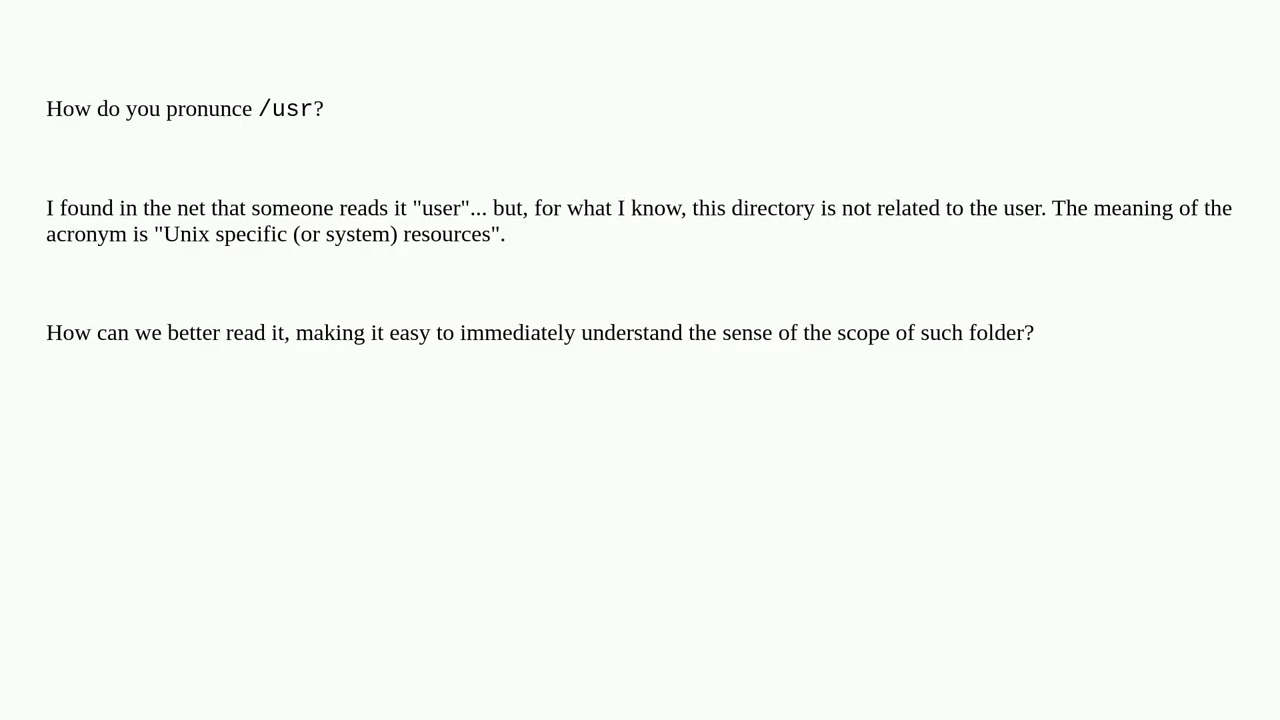 How do you pronunce /usr?
I found in the net that someone reads it "user"... but, for what I know, this directory is not related to the user. The meaning of the
acronym is "Unix specific (or system) resources".
How can we better read it, making it easy to immediately understand the sense of the scope of such folder?